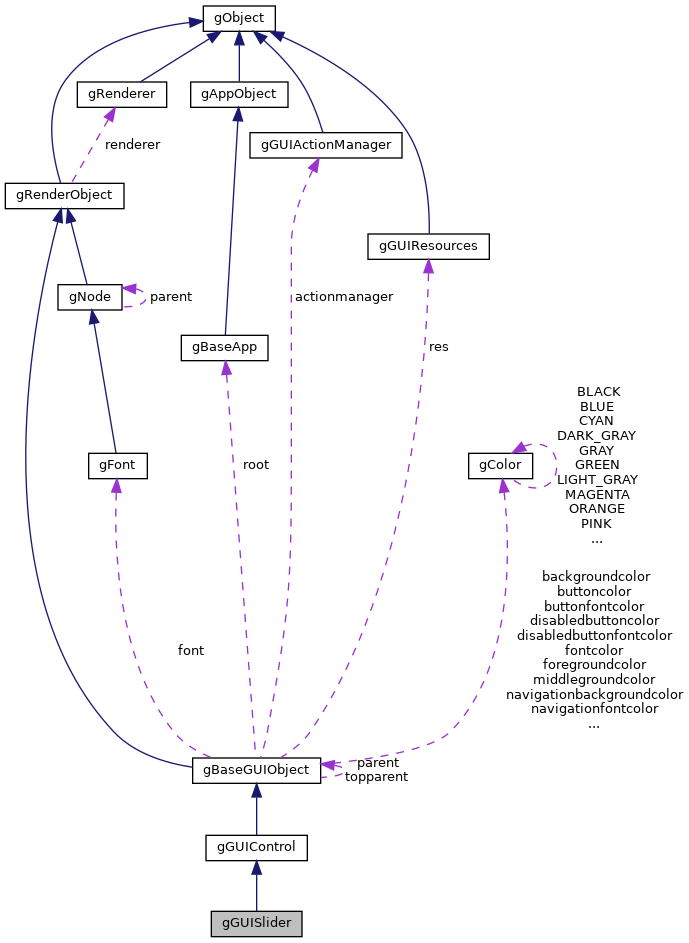 gObject
gRenderer
gAppObject
gGUIActionManager
renderer
gRenderObject
gGUIResources
gNode
parent
actionmanager
gBaseApp
res
BLACK
BLUE
CYAN
DARK_GRAY
GRAY
GREEN
LIGHT_GRAY
MAGENTA
ORANGE
PINK
...
gFont
root
gColor
backgroundcolor
buttoncolor
buttonfontcolor
disabledbuttoncolor
disabledbuttonfontcolor
fontcolor
foregroundcolor
middlegroundcolor
navigationbackgroundcolor
navigationfontcolor
...
font
gBaseGUIObject
parent
topparent
gGUIControl
gGUISlider